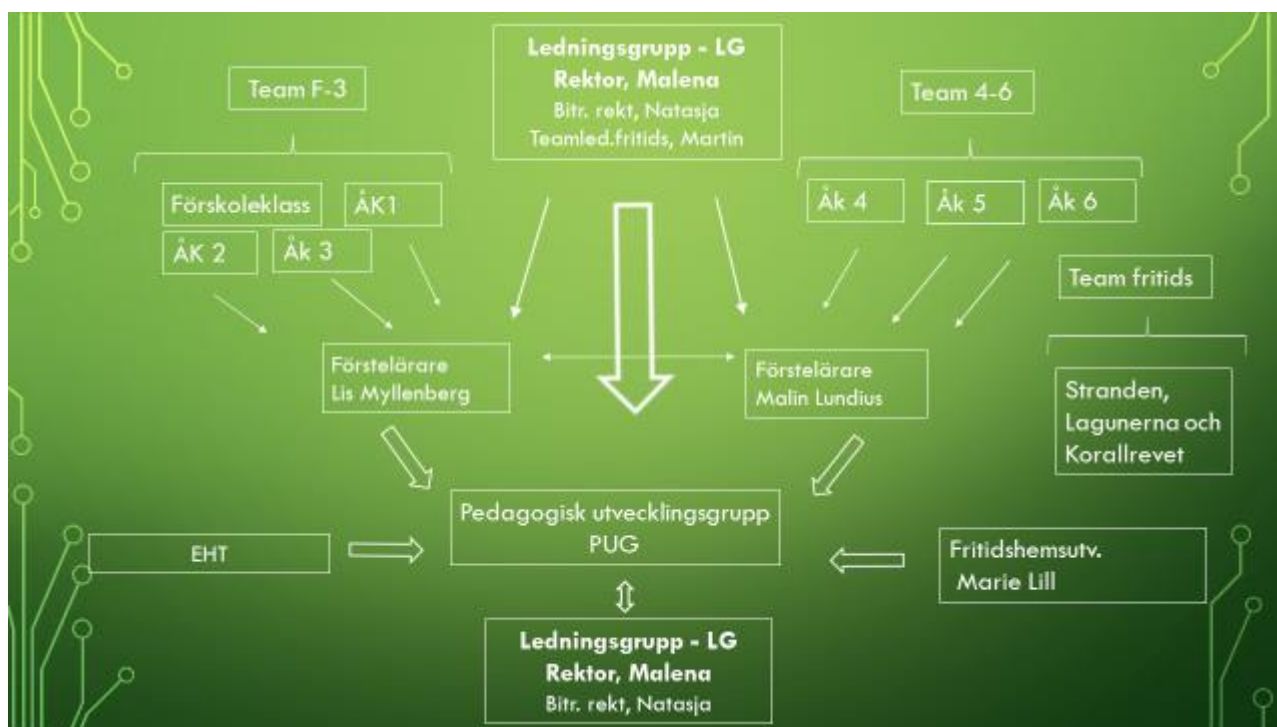 Ledningsgrupp - LG
Rektor, Malena
Bitr. rekt, Natasja
Teamled.fritids, Martin
Team F-3
Förskoleklass
ÅK1
ÅK 2
Åk 3
Team 4-6
Åk 4
Åk 5
Åk 6
Team fritids
Stranden,
Lagunerna och
Korallrevet
Förstelärare
Lis Myllenberg
Förstelärare
Malin Lundius
Pedagogisk utvecklingsgrupp
PUG
EHT
Fritidshemsutv.
Marie Lill
Ledningsgrupp - LG
Rektor, Malena
Bitr. rekt, Natasja